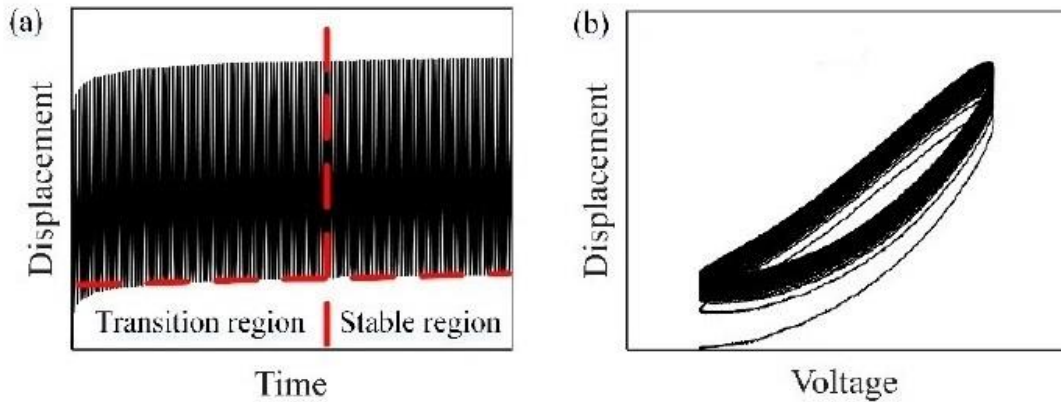 (a)
Displacement
Transition region
Stable region
Time
(b)
Displacement
Voltage